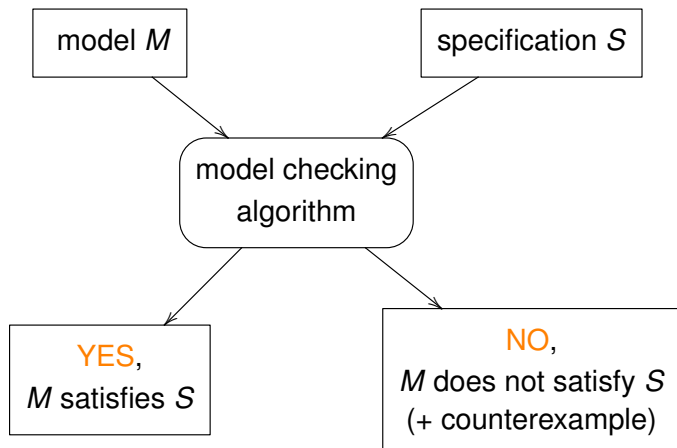 model M
specification S
model checking
algorithm
YES,
M satisfies S
NO,
M does not satisfy S
(+ counterexample)